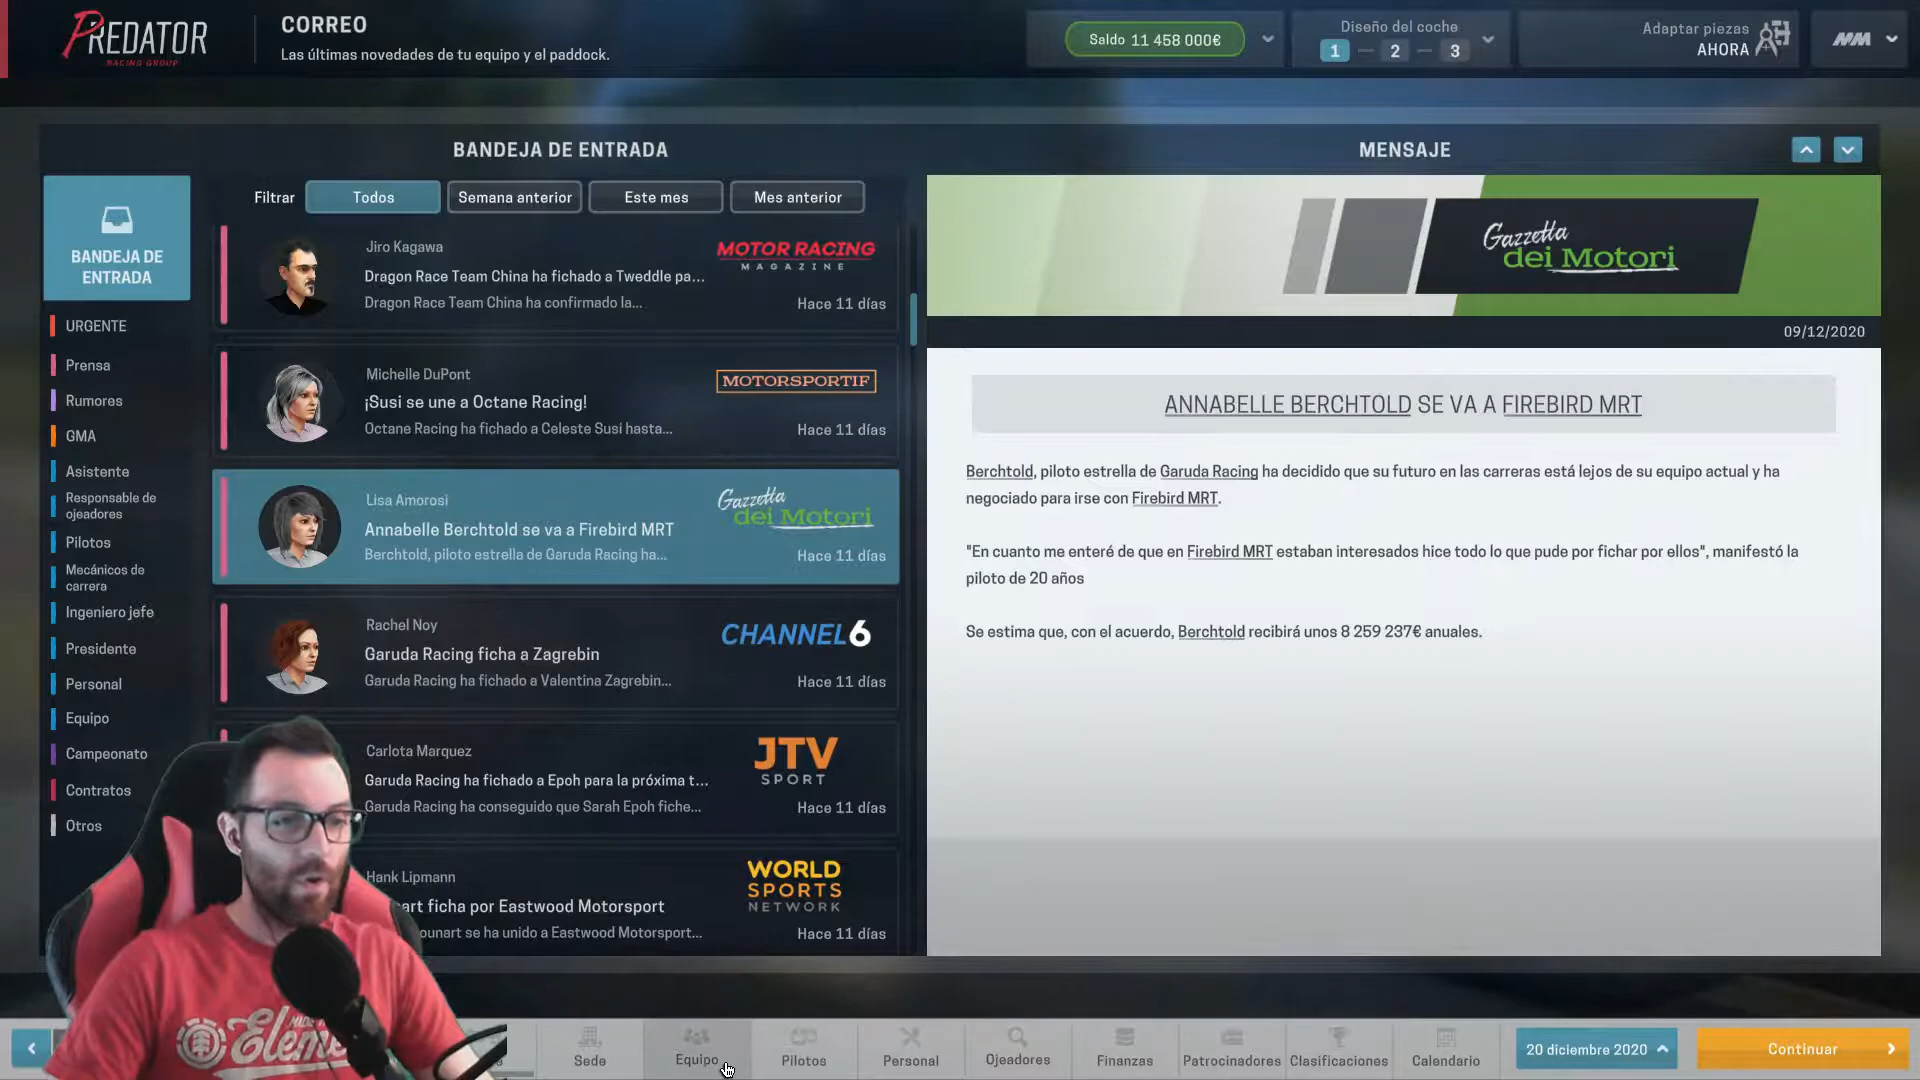 PREDATOR
RACING GROUP
CORREO
Las últimas novedades de tu equipo y el paddock.
Saldo 11 458 000€
Diseño del coche
1 2 3
Adaptar piezas
AHORA
BANDEJA DE ENTRADA
MENSAJE
BANDEJA DE
ENTRADA
Filtrar
Todos
Semana anterior
Este mes
Mes anterior
URGENTE
Prensa
Rumores
GMA
Asistente
Responsable de
ojeadores
Pilotos
Mecánicos de
carrera
Ingeniero jefe
Presidente
Personal
Equipo
Campeonato
Contratos
Otros
Jiro Kagawa
MOTOR RACING
MAGAZINE
Dragon Race Team China ha fichado a Tweddle pa...
Dragon Race Team China ha confirmado la...
Hace 11 días
Michelle DuPont
MOTORSPORTIF
¡Susi se une a Octane Racing!
Octane Racing ha fichado a Celeste Susi hasta...
Hace 11 días
Lisa Amorosi
Gazzetta
dei Motori
Annabelle Berchtold se va a Firebird MRT
Berchtold, piloto estrella de Garuda Racing ha...
Hace 11 días
Rachel Noy
CHANNEL6
Garuda Racing ficha a Zagrebin
Garuda Racing ha fichado a Valentina Zagrebin...
Hace 11 días
Carlota Marquez
JTV
SPORT
Garuda Racing ha fichado a Epoh para la próxima t...
Garuda Racing ha conseguido que Sarah Epoh fiche...
Hace 11 días
Hank Lipmann
WORLD
SPORTS
NETWORK
art ficha por Eastwood Motorsport
ounart se ha unido a Eastwood Motorsport...
Hace 11 días
Gazzetta
dei Motori
09/12/2020
ANNABELLE BERCHTOLD SE VA A FIREBIRD MRT
Berchtold, piloto estrella de Garuda Racing ha decidido que su futuro en las carreras está lejos de su equipo actual y ha
negociado para irse con Firebird MRT.
"En cuanto me enteré de que en Firebird MRT estaban interesados hice todo lo que pude por fichar por ellos", manifestó la
piloto de 20 años
Se estima que, con el acuerdo, Berchtold recibirá unos 8 259 237€ anuales.
Sede
Equipo
Pilotos
Personal
Ojeadores
Finanzas
Patrocinadores
Clasificaciones
Calendario
20 diciembre 2020
Continuar